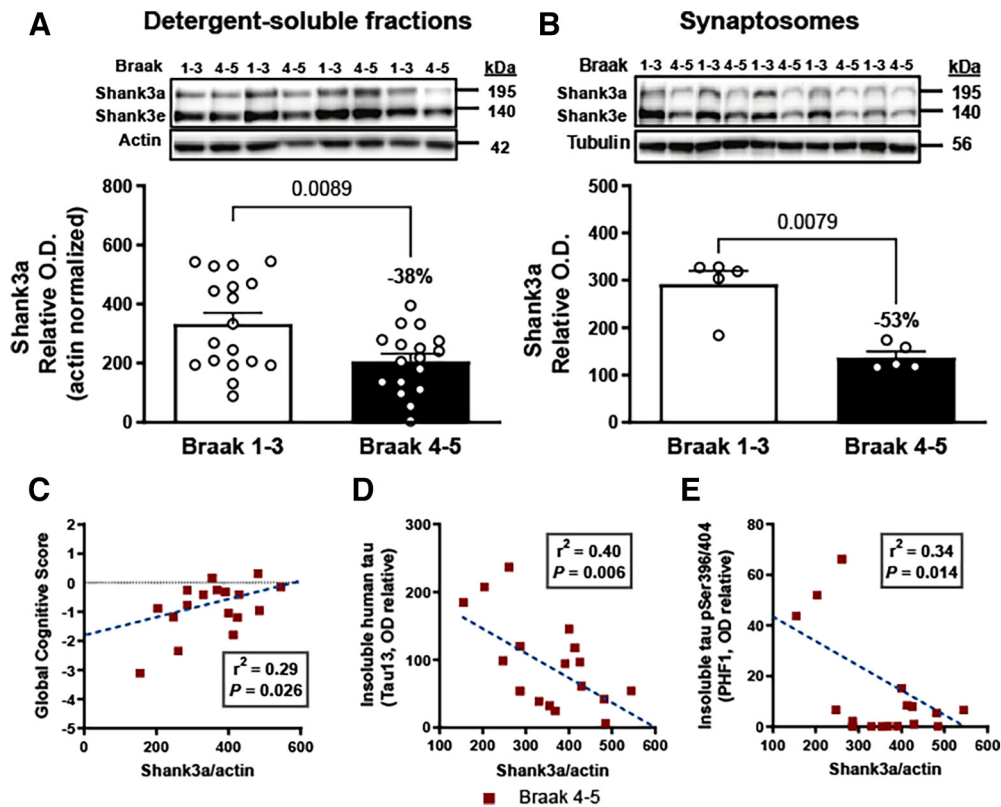 A Detergent-soluble fractions
Braak 1-3 4-5 1-3 4-5 1-3 4-5 1-3 4-5 kDa
Shank3a 195
Shank3e 140
Actin 42
800
600
400
200
0
Shank3a
Relative O.D.
(actin normalized)
0.0089
-38%
Braak 1-3 Braak 4-5
B Synaptosomes
Braak 1-3 4-5 1-3 4-5 1-3 4-5 1-3 4-5 1-3 4-5 kDa
Shank3a 195
Shank3e 140
Tubulin 56
500
400
300
200
100
0
Shank3a
Relative O.D.
0.0079
-53%
Braak 1-3 Braak 4-5
C
Global Cognitive Score
2
1
0
-1
-2
-3
-4
-5
r2 = 0.29
P = 0.026
0 200 400 600
Shank3a/actin
D
Insoluble human tau
(Tau13, OD relative)
300
200
100
0
r2 = 0.40
P = 0.006
100 200 300 400 500 600
Shank3a/actin
E
Insoluble tau pSer396/404
(PHF1, OD relative)
80
60
40
20
0
r2 = 0.34
P = 0.014
100 200 300 400 500 600
Shank3a/actin
Braak 4-5